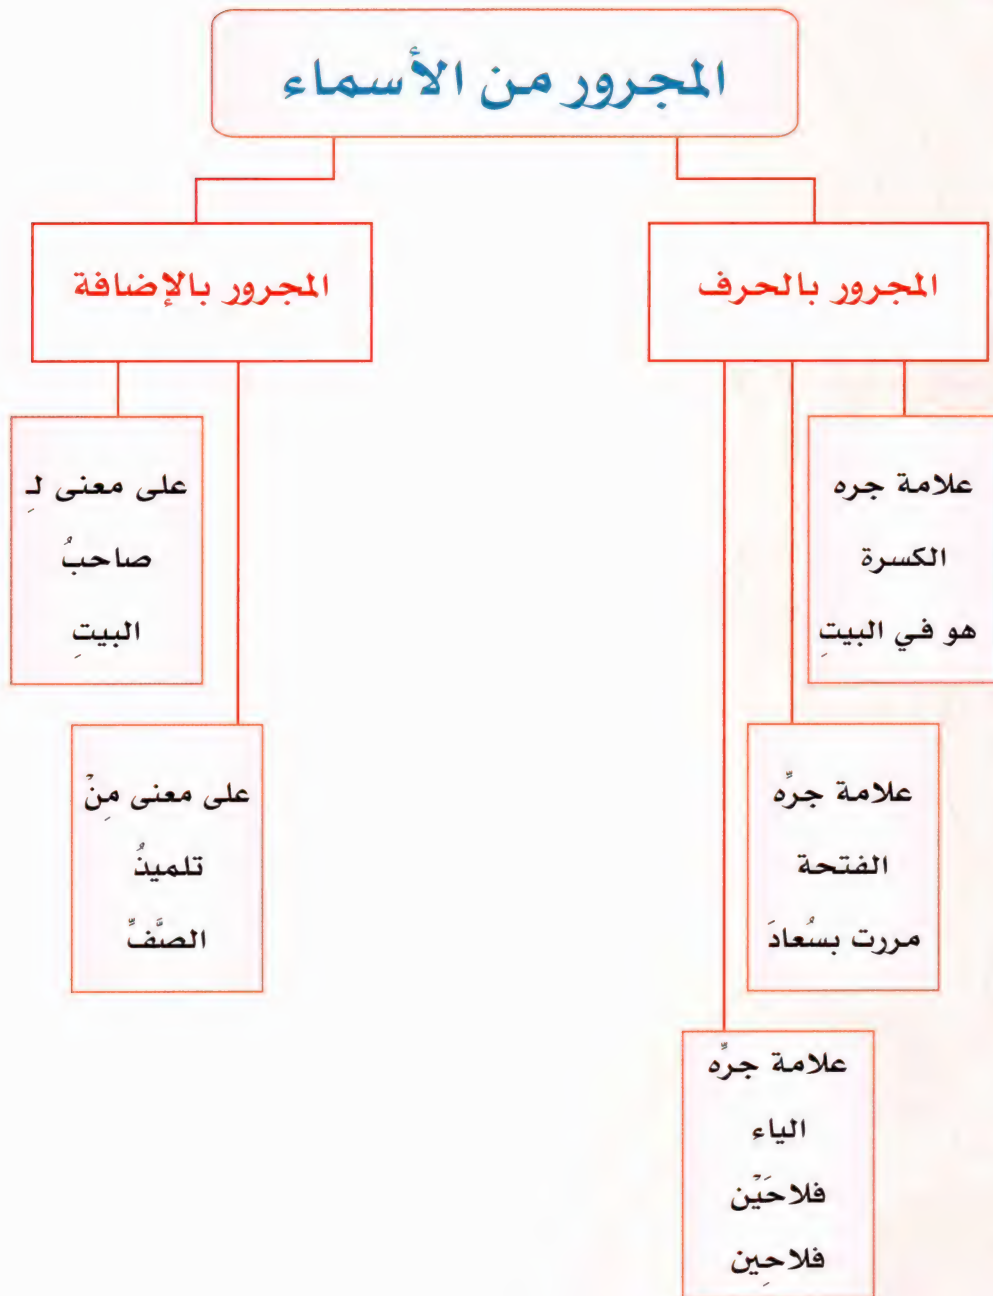 المجرور من الأسماء
المجرور بالحرف
علامة جره
الكسرة
هو في البيتِ
علامة جرِّه
الفتحة
مررت بسُعادَ
علامة جرِّه
الياء
فلاحَيْن
فلاحِين
المجرور بالإضافة
على معنى لـِ
صاحبُ
البيتِ
على معنى مِنْ
تلميذُ
الصَّفِّ